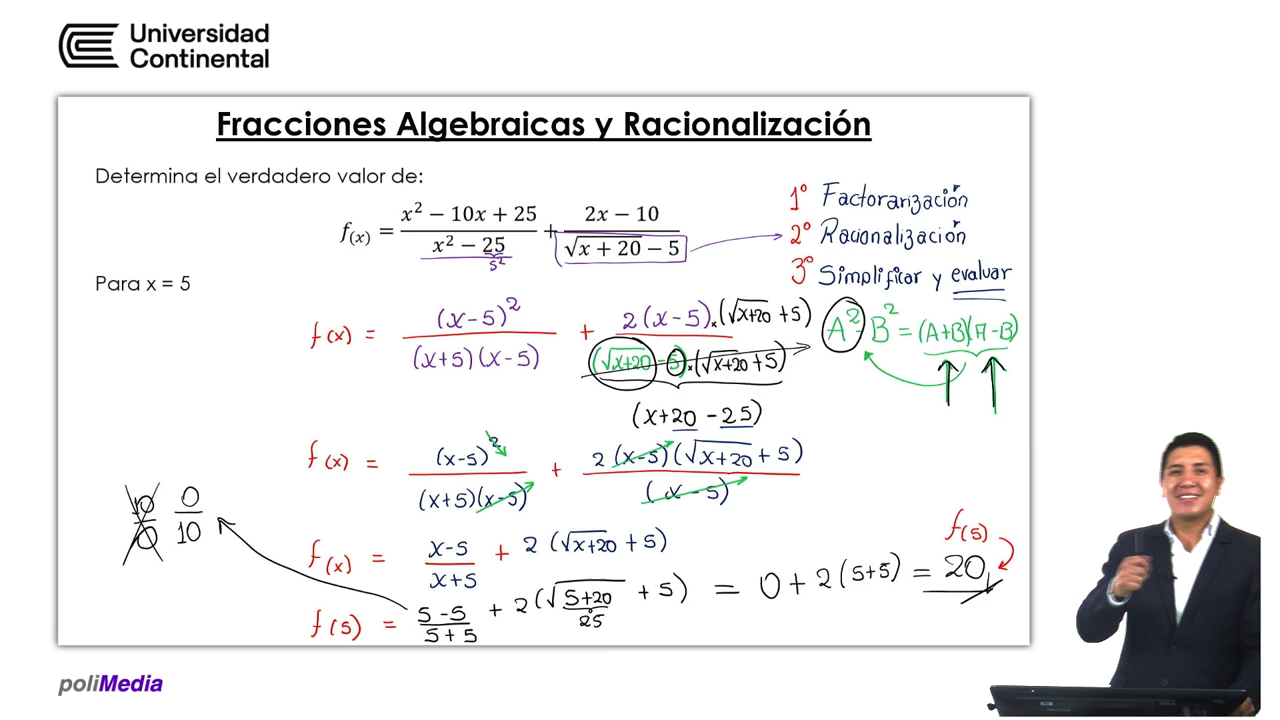 Universidad
Continental
Fracciones Algebraicas y Racionalización
Determina el verdadero valor de:
f(x) = x² − 10x + 25 / x² − 25 + 2x − 10 / √x + 20 − 5
5²
1° Factorarización
2° Racionalización
3° Simplificar y evaluar
Para x = 5
f(x) = (x-5)² / (x+5)(x-5) + 2(x-5)×(√x+20 + 5) / (√x+20 - 5)×(√x+20 + 5)
A² - B² = (A+B)(A-B)
(x+20 - 25)
f(x) = (x-5)² / (x+5)(x-5) + 2(x-5)(√x+20 + 5) / (x-5)
10/0 0/10
f(x) = x-5 / x+5 + 2(√x+20 + 5)
f(5) = 5-5 / 5+5 + 2(√5+20 + 5) = 0 + 2(5+5) = 20
25
f(5)
poliMedia